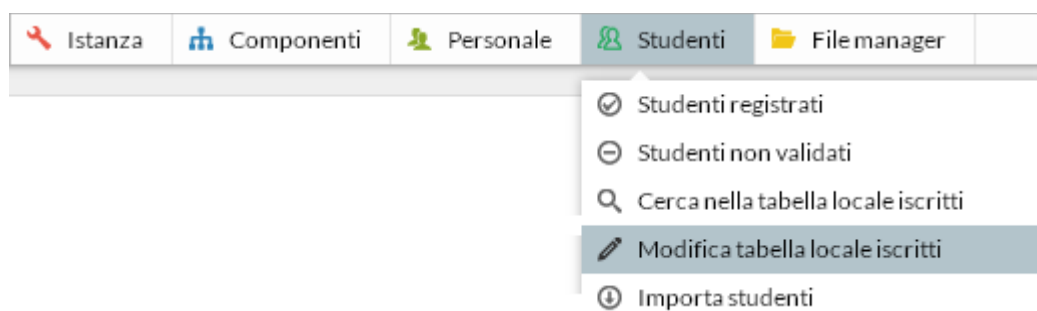 Istanza Componenti Personale Studenti File manager
Studenti registrati
Studenti non validati
Cerca nella tabella locale iscritti
Modifica tabella locale iscritti
Importa studenti